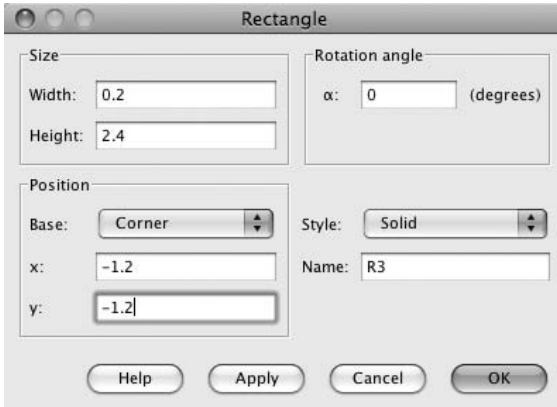 Rectangle
Size
Width: 0.2
Height: 2.4
Rotation angle
α: 0 (degrees)
Position
Base: Corner
x: -1.2
y: -1.2
Style: Solid
Name: R3
Help Apply Cancel OK